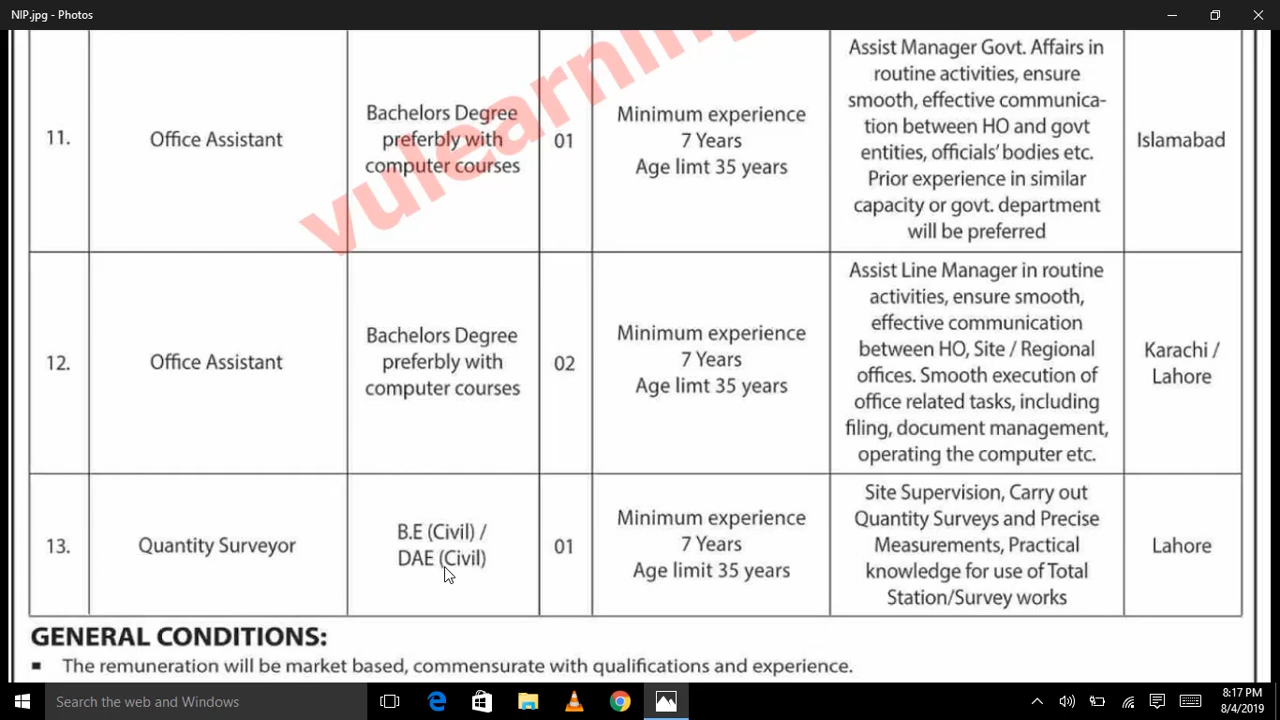 NIP.jpg - Photos
11.
Office Assistant
Bachelors Degree
preferbly with
computer courses
01
Minimum experience
7 Years
Age limt 35 years
Assist Manager Govt. Affairs in
routine activities, ensure
smooth, effective communica-
tion between HO and govt
entities, officials' bodies etc.
Prior experience in similar
capacity or govt. department
will be preferred
Islamabad
12.
Office Assistant
Bachelors Degree
preferbly with
computer courses
02
Minimum experience
7 Years
Age limt 35 years
Assist Line Manager in routine
activities, ensure smooth,
effective communication
between HO, Site / Regional
offices. Smooth execution of
office related tasks, including
filing, document management,
operating the computer etc.
Karachi /
Lahore
13.
Quantity Surveyor
B.E (Civil) /
DAE (Civil)
01
Minimum experience
7 Years
Age limit 35 years
Site Supervision, Carry out
Quantity Surveys and Precise
Measurements, Practical
knowledge for use of Total
Station/Survey works
Lahore
vulearning
GENERAL CONDITIONS:
▪ The remuneration will be market based, commensurate with qualifications and experience.
Search the web and Windows
8:17 PM
8/4/2019